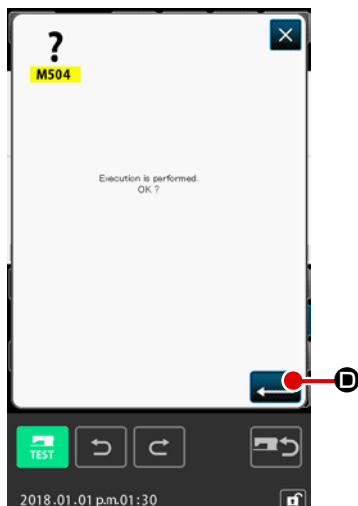 ?
M504
Execution is performed.
OK ?
D
TEST
2018.01.01 p.m.01:30